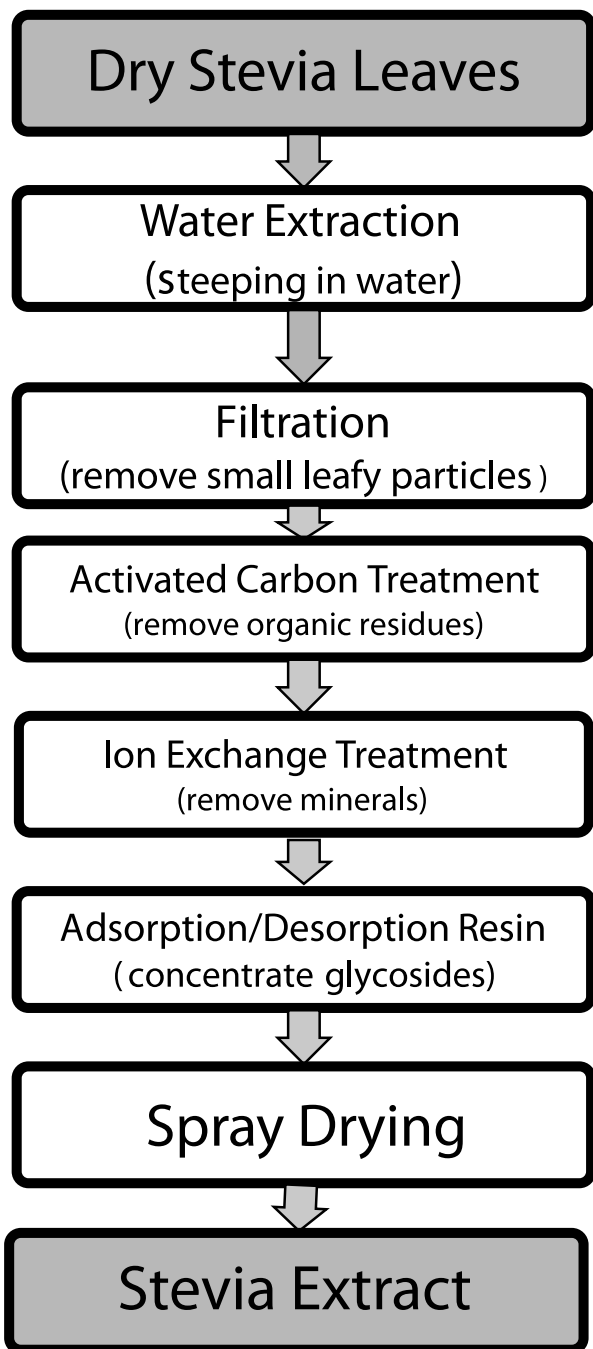 Dry Stevia Leaves
Water Extraction
(steeping in water)
Filtration
(remove small leafy particles )
Activated Carbon Treatment
(remove organic residues)
Ion Exchange Treatment
(remove minerals)
Adsorption/Desorption Resin
(concentrate glycosides)
Spray Drying
Stevia Extract